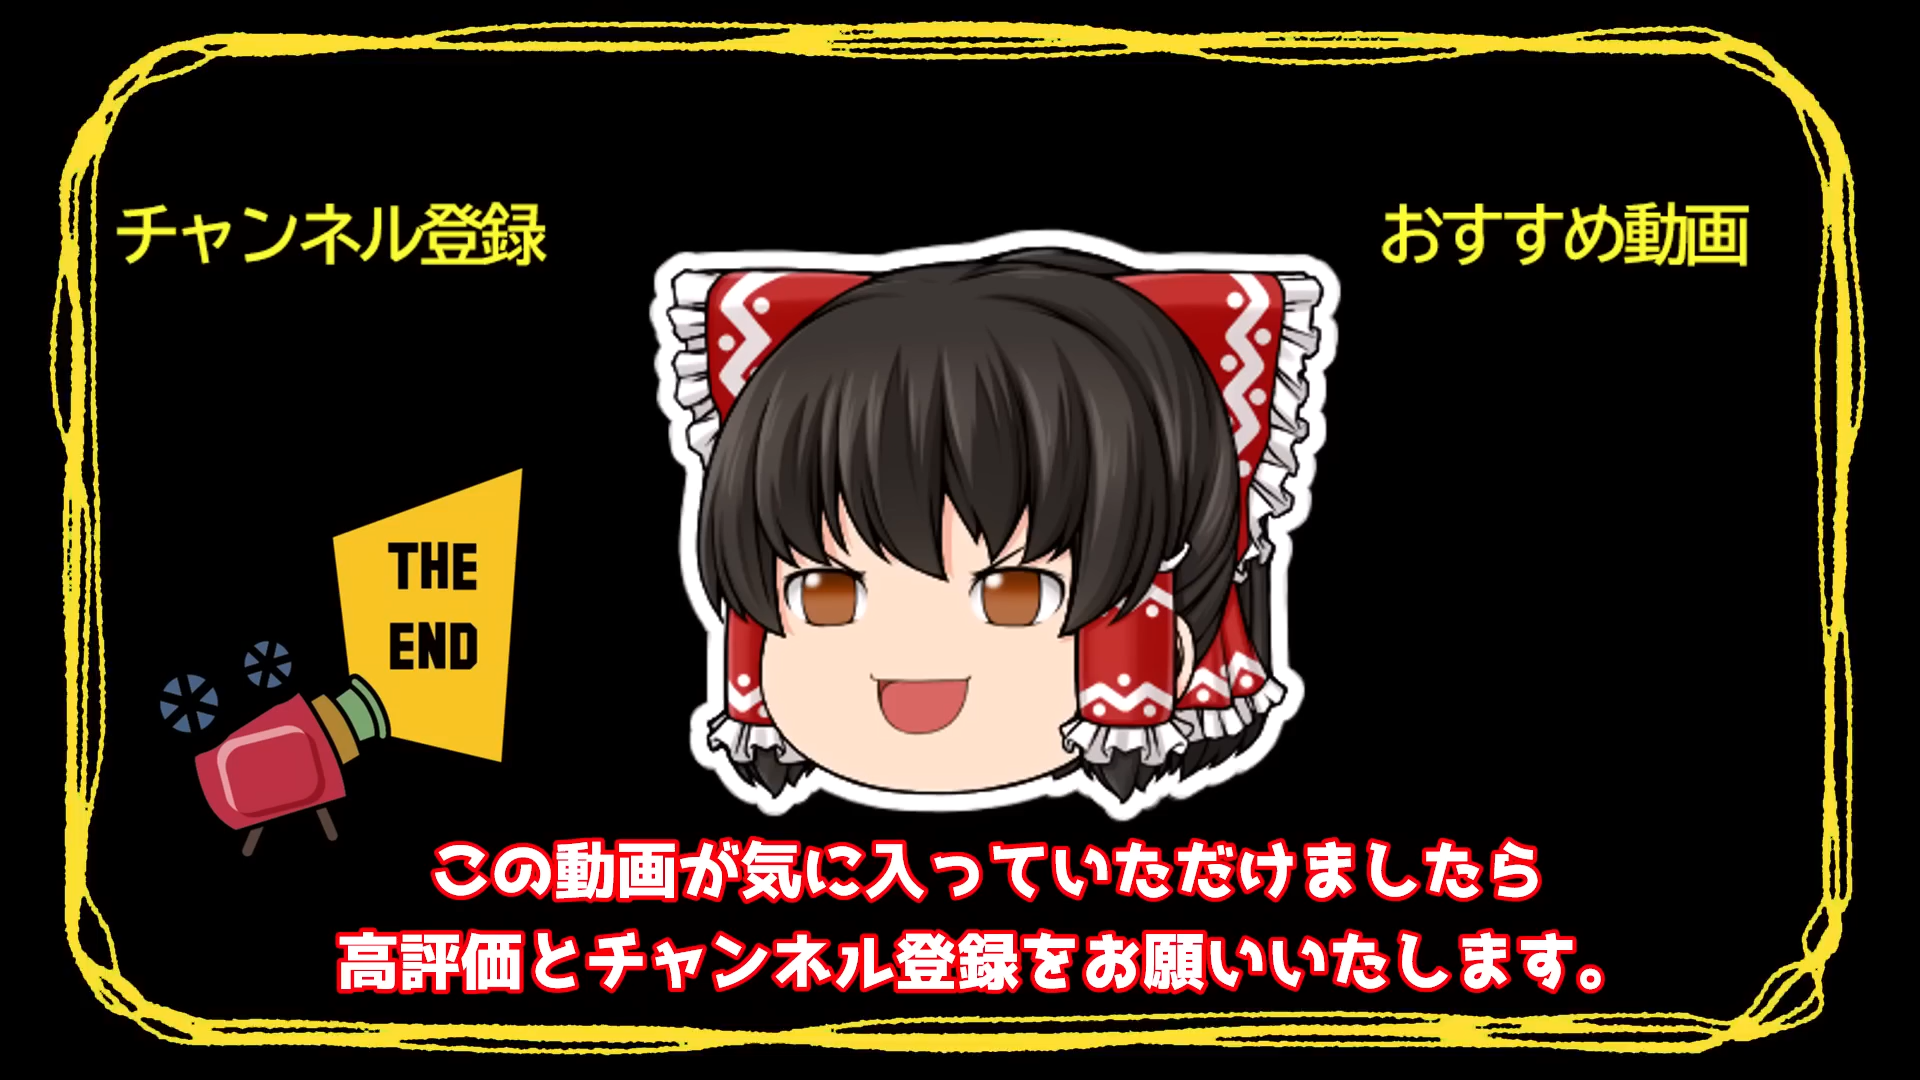 チャンネル登録
おすすめ動画
THE
END
この動画が気に入っていただけましたら
高評価とチャンネル登録をお願いいたします。